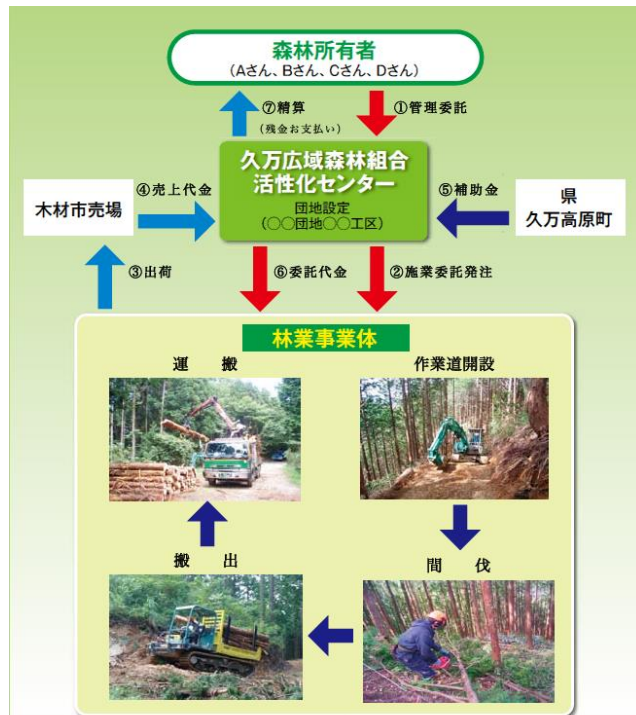 森林所有者
(Aさん、Bさん、Cさん、Dさん)
⑦精算
(残金お支払い)
①管理委託
久万広域森林組合
活性化センター
団地設定
(○○団地○○工区)
④売上代金
木材市売場
⑤補助金
県
久万高原町
③出荷
⑥委託代金
②施業委託発注
林業事業体
運搬
作業道開設
搬出
間伐